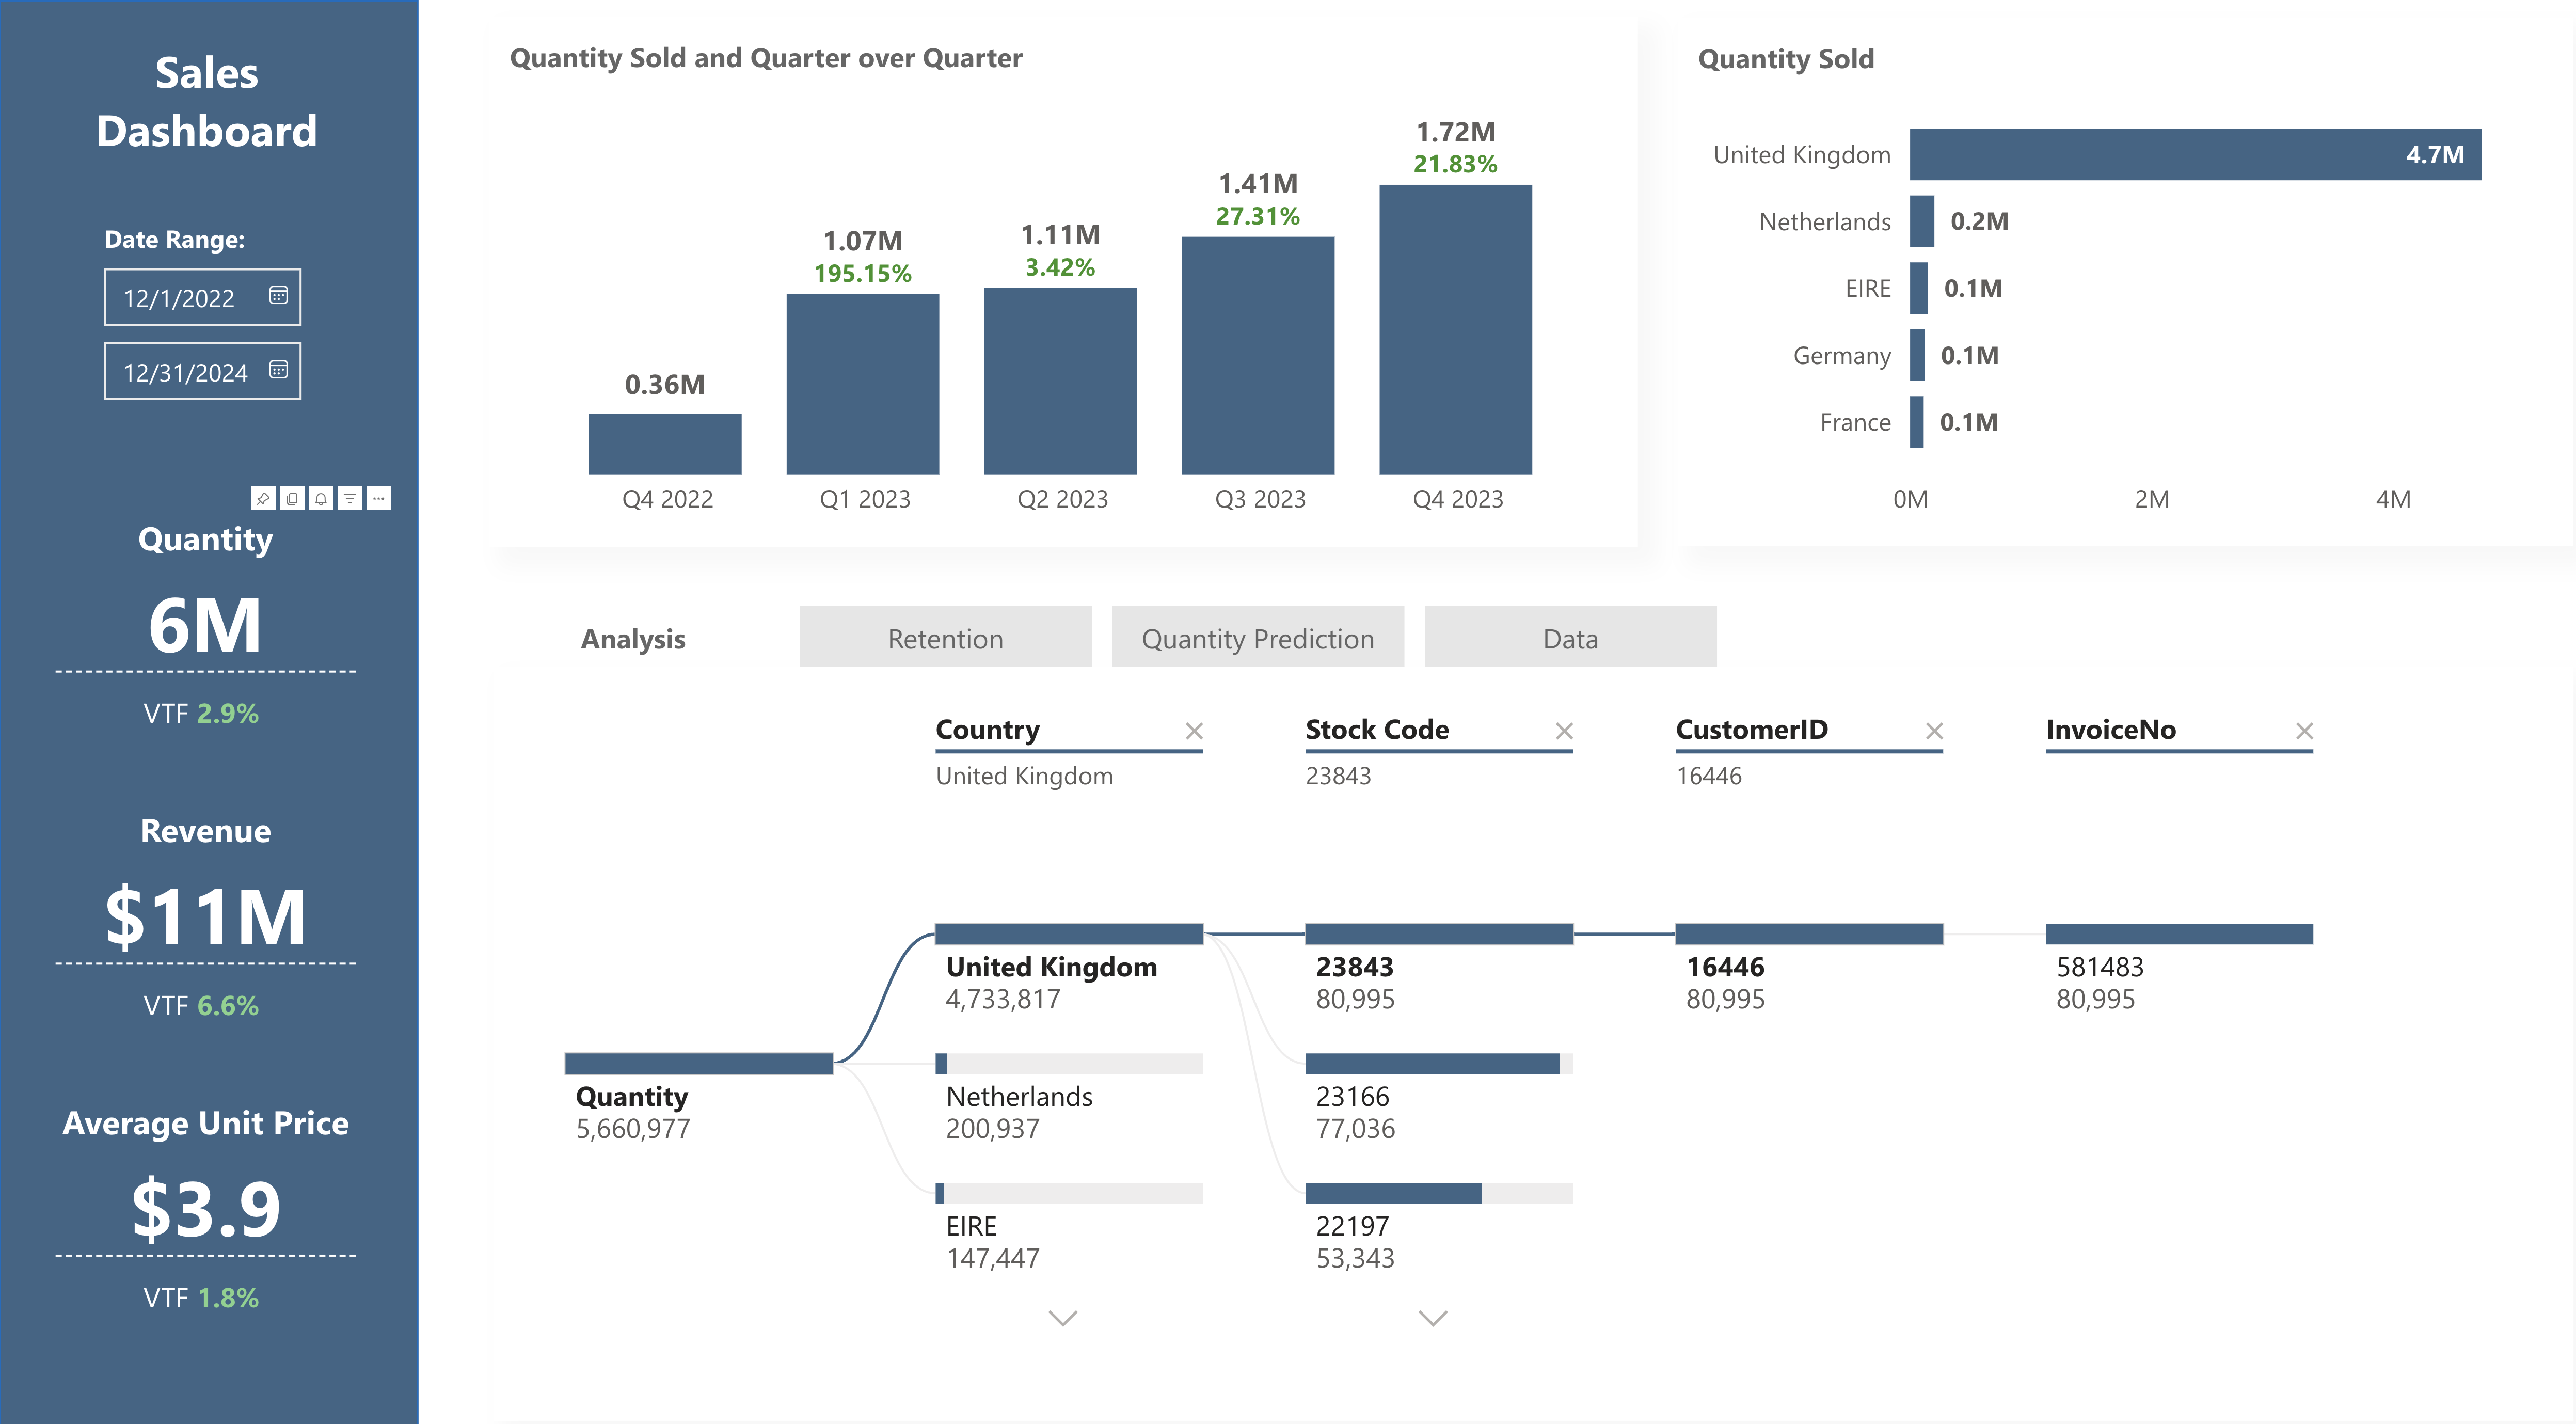 Sales
Dashboard
Date Range:
12/1/2022
12/31/2024
Quantity
6M
VTF 2.9%
Revenue
$11M
VTF 6.6%
Average Unit Price
$3.9
VTF 1.8%
Quantity Sold and Quarter over Quarter
0.36M
1.07M
195.15%
1.11M
3.42%
1.41M
27.31%
1.72M
21.83%
Q4 2022
Q1 2023
Q2 2023
Q3 2023
Q4 2023
Quantity Sold
United Kingdom
4.7M
Netherlands
0.2M
EIRE
0.1M
Germany
0.1M
France
0.1M
0M
2M
4M
Analysis
Retention
Quantity Prediction
Data
Country
United Kingdom
Stock Code
23843
CustomerID
16446
InvoiceNo
Quantity
5,660,977
United Kingdom
4,733,817
Netherlands
200,937
EIRE
147,447
23843
80,995
23166
77,036
22197
53,343
16446
80,995
581483
80,995